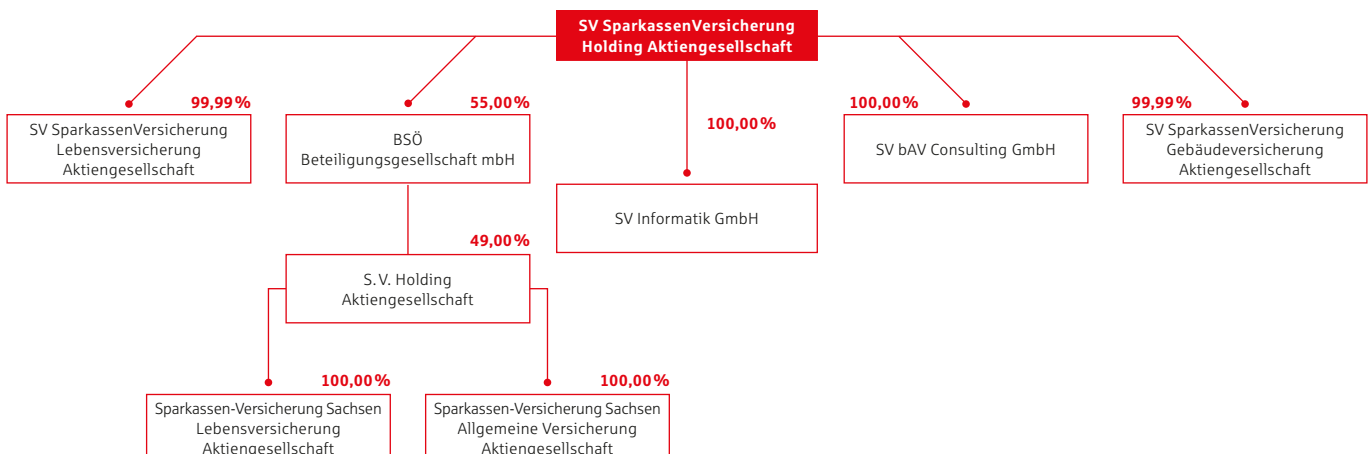 SV SparkassenVersicherung
Holding Aktiengesellschaft
99,99 %
SV SparkassenVersicherung
Lebensversicherung
Aktiengesellschaft
55,00 %
BSÖ
Beteiligungsgesellschaft mbH
100,00 %
SV Informatik GmbH
100,00 %
SV bAV Consulting GmbH
99,99 %
SV SparkassenVersicherung
Gebäudeversicherung
Aktiengesellschaft
49,00 %
S. V. Holding
Aktiengesellschaft
100,00 %
Sparkassen-Versicherung Sachsen
Lebensversicherung
Aktiengesellschaft
100,00 %
Sparkassen-Versicherung Sachsen
Allgemeine Versicherung
Aktiengesellschaft